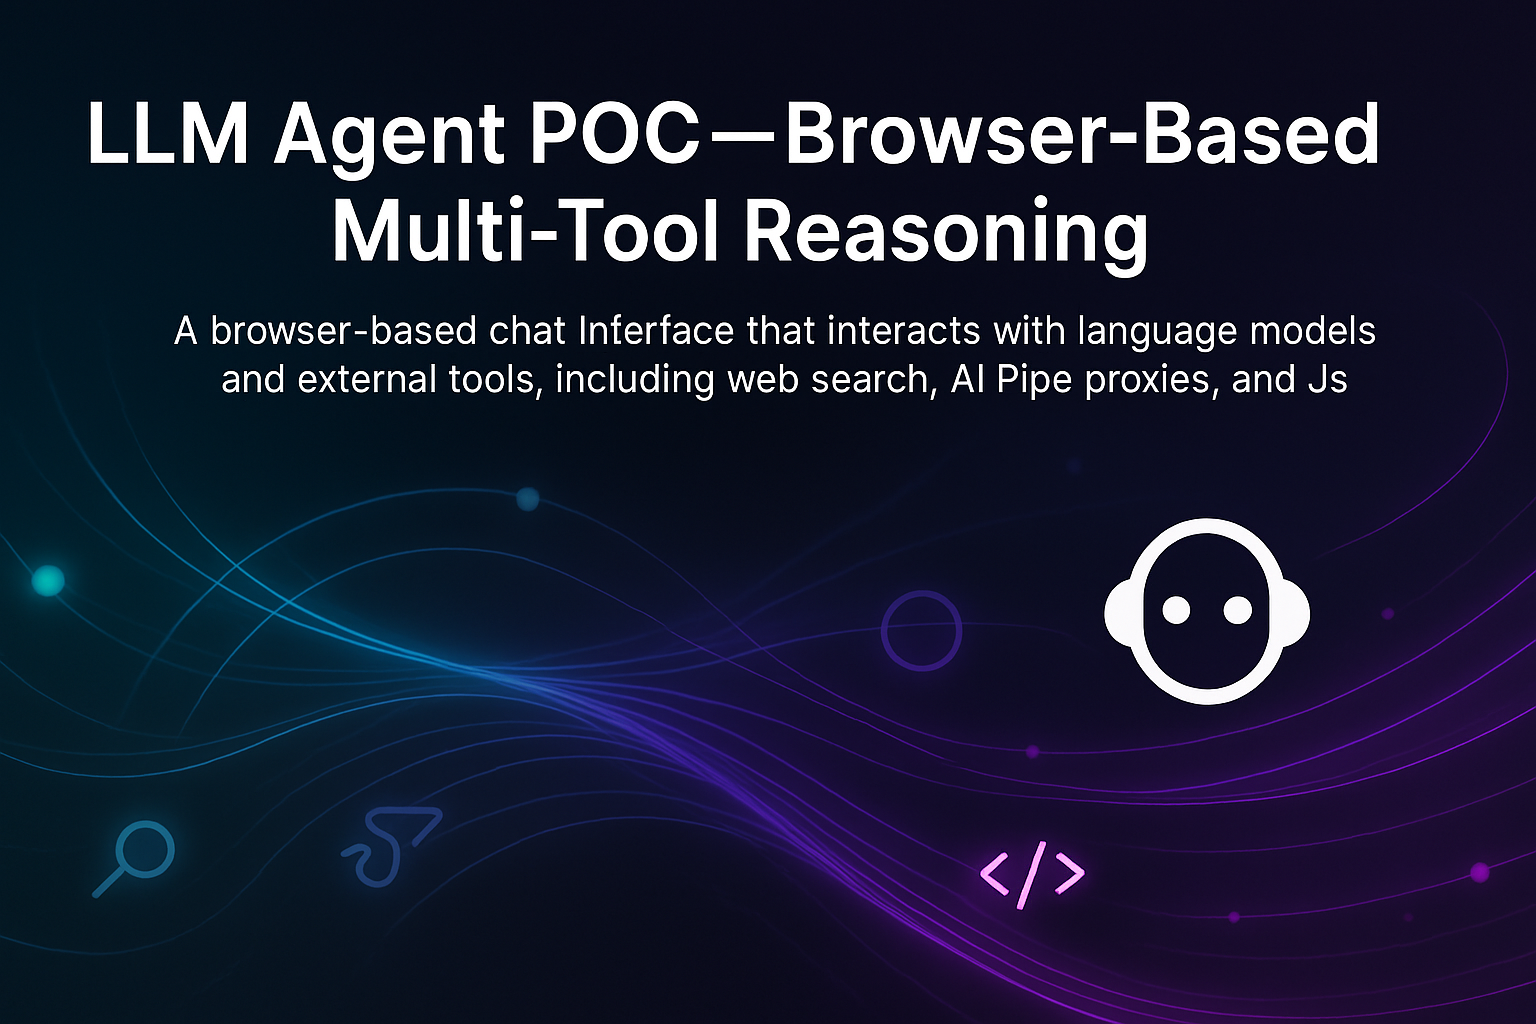 LLM Agent POC—Browser-Based
Multi-Tool Reasoning
A browser-based chat Inferface that interacts with language models
and external tools, including web search, AI Pipe proxies, and Js
</>